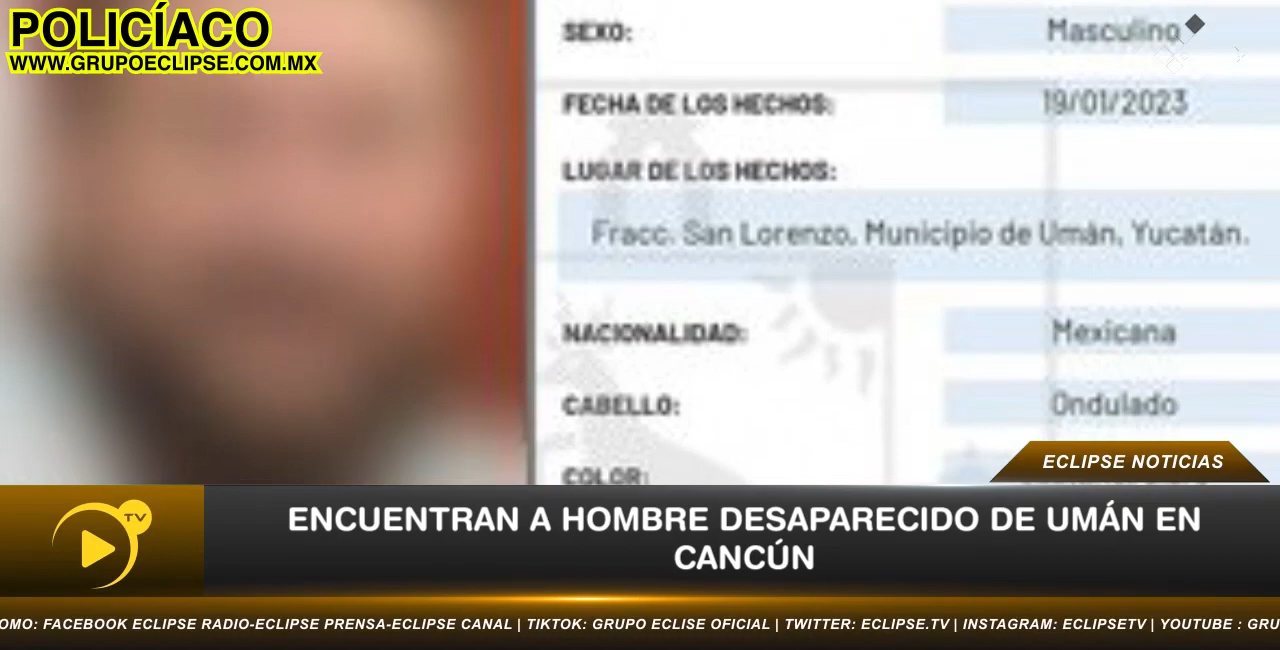 POLICÍACO
WWW.GRUPOECLIPSE.COM.MX
SEXO: Masculino
FECHA DE LOS HECHOS: 19/01/2023
LUGAR DE LOS HECHOS:
Fracc. San Lorenzo, Municipio de Umán, Yucatán.
NACIONALIDAD: Mexicana
CABELLO: Ondulado
COLOR:
ECLIPSE NOTICIAS
TV
ENCUENTRAN A HOMBRE DESAPARECIDO DE UMÁN EN
CANCÚN
OMO: FACEBOOK ECLIPSE RADIO-ECLIPSE PRENSA-ECLIPSE CANAL | TIKTOK: GRUPO ECLISE OFICIAL | TWITTER: ECLIPSE.TV | INSTAGRAM: ECLIPSETV | YOUTUBE : GRU